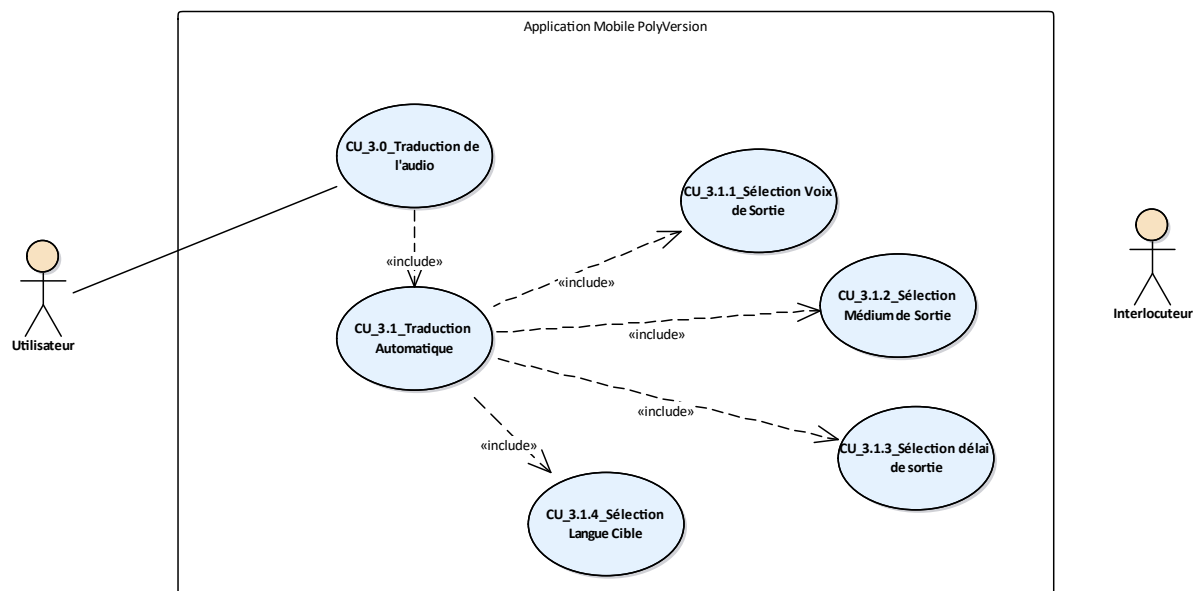 Application Mobile PolyVersion
CU_3.0_Traduction de
l'audio
CU_3.1.1_Sélection Voix
de Sortie
«include»
«include»
CU_3.1.2_Sélection
Médium de Sortie
Interlocuteur
CU_3.1_Traduction
Automatique
«include»
Utilisateur
«include»
«include»
CU_3.1.3_Sélection délai
de sortie
CU_3.1.4_Sélection
Langue Cible